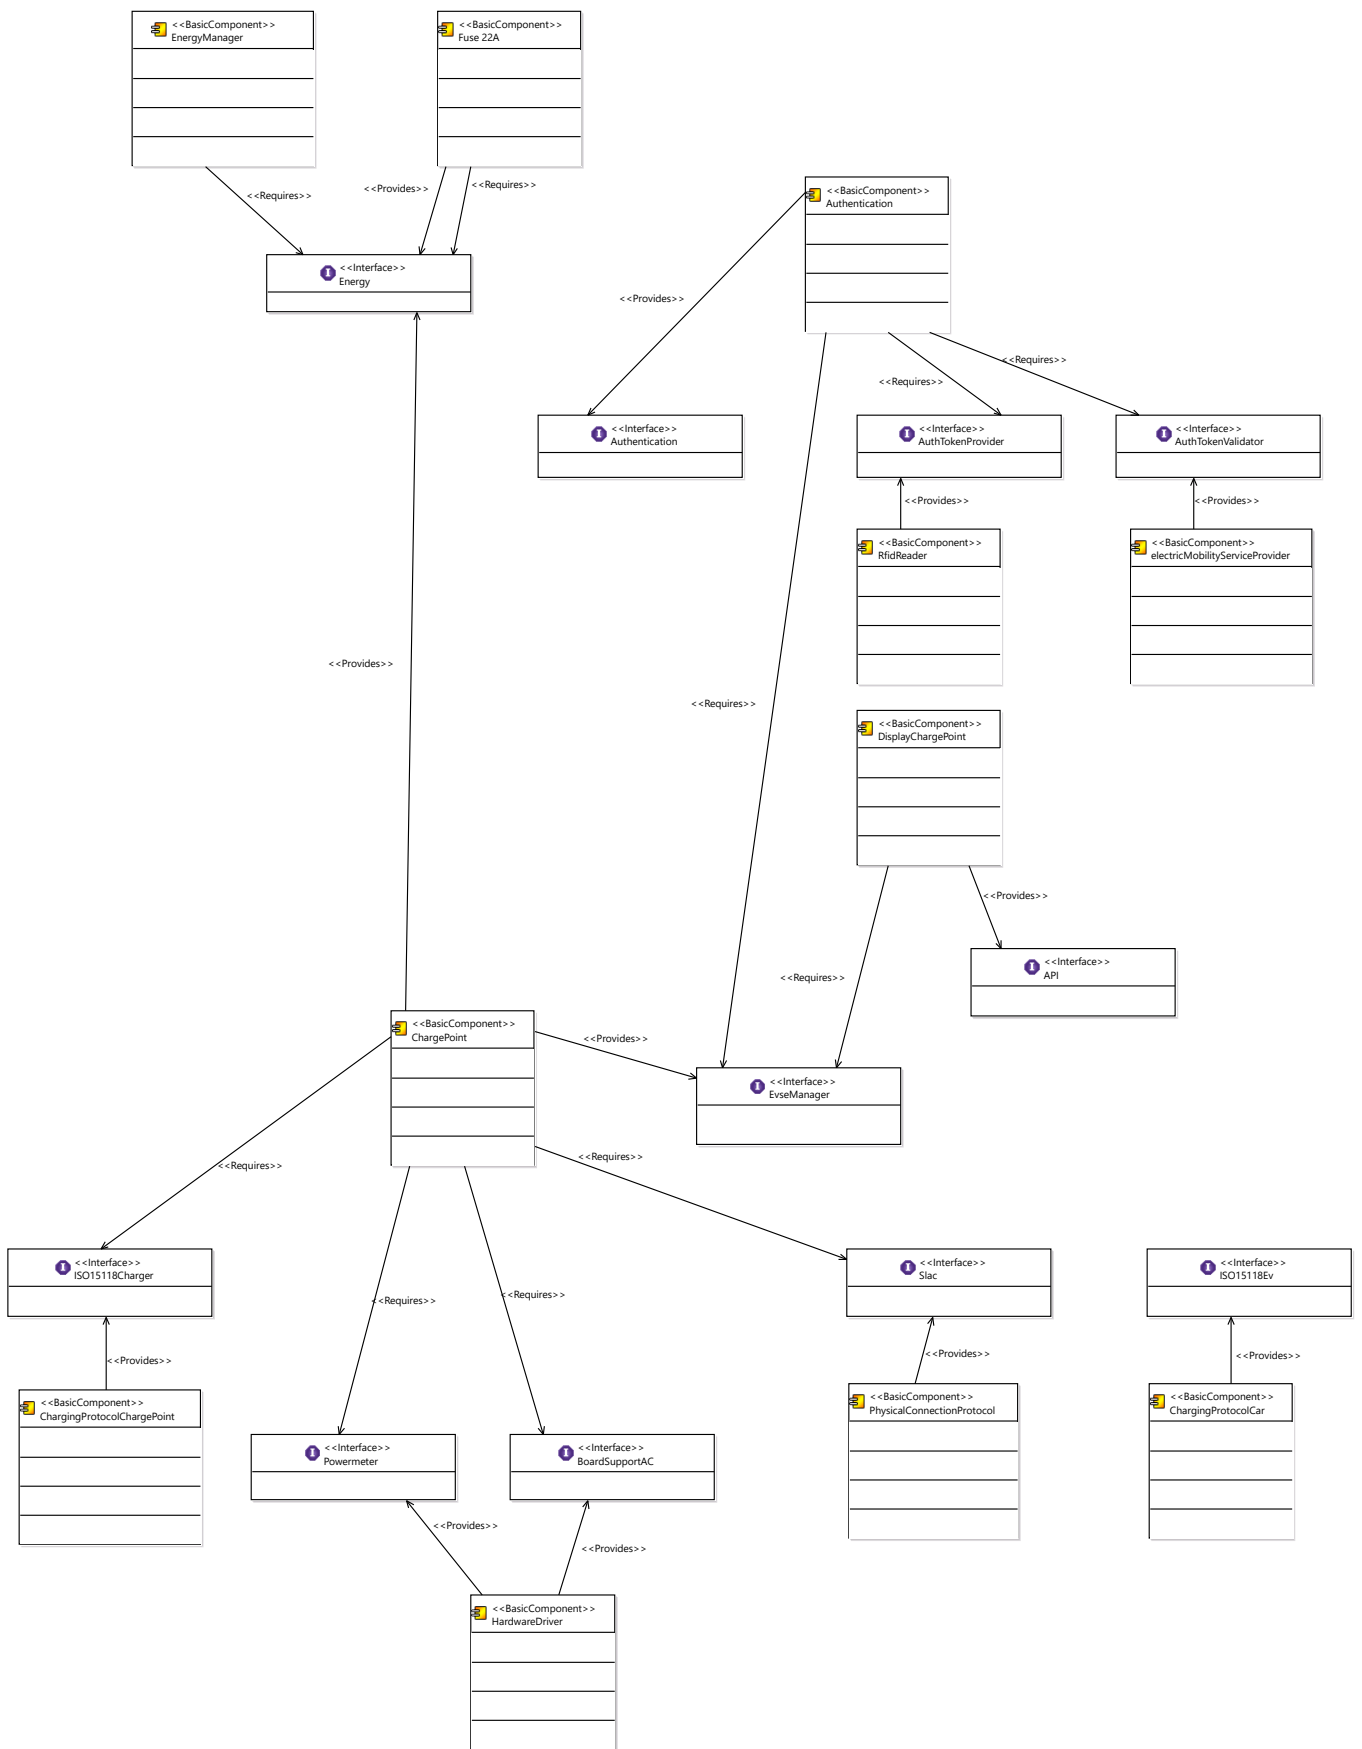 <<BasicComponent>>
EnergyManager
<<BasicComponent>>
Fuse 22A
<<Requires>>
<<Provides>>
<<Requires>>
<<BasicComponent>>
Authentication
<<Interface>>
Energy
<<Provides>>
<<Requires>>
<<Requires>>
<<Interface>>
Authentication
<<Interface>>
AuthTokenProvider
<<Interface>>
AuthTokenValidator
<<Provides>>
<<Provides>>
<<BasicComponent>>
RfidReader
<<BasicComponent>>
electricMobilityServiceProvider
<<Provides>>
<<Requires>>
<<BasicComponent>>
DisplayChargePoint
<<Provides>>
<<Requires>>
<<Interface>>
API
<<BasicComponent>>
ChargePoint
<<Provides>>
<<Interface>>
EvseManager
<<Requires>>
<<Requires>>
<<Interface>>
ISO15118Charger
<<Interface>>
Slac
<<Interface>>
ISO15118Ev
<<Requires>>
<<Requires>>
<<Provides>>
<<Provides>>
<<Provides>>
<<BasicComponent>>
ChargingProtocolChargePoint
<<BasicComponent>>
PhysicalConnectionProtocol
<<BasicComponent>>
ChargingProtocolCar
<<Interface>>
Powermeter
<<Interface>>
BoardSupportAC
<<Provides>>
<<Provides>>
<<BasicComponent>>
HardwareDriver